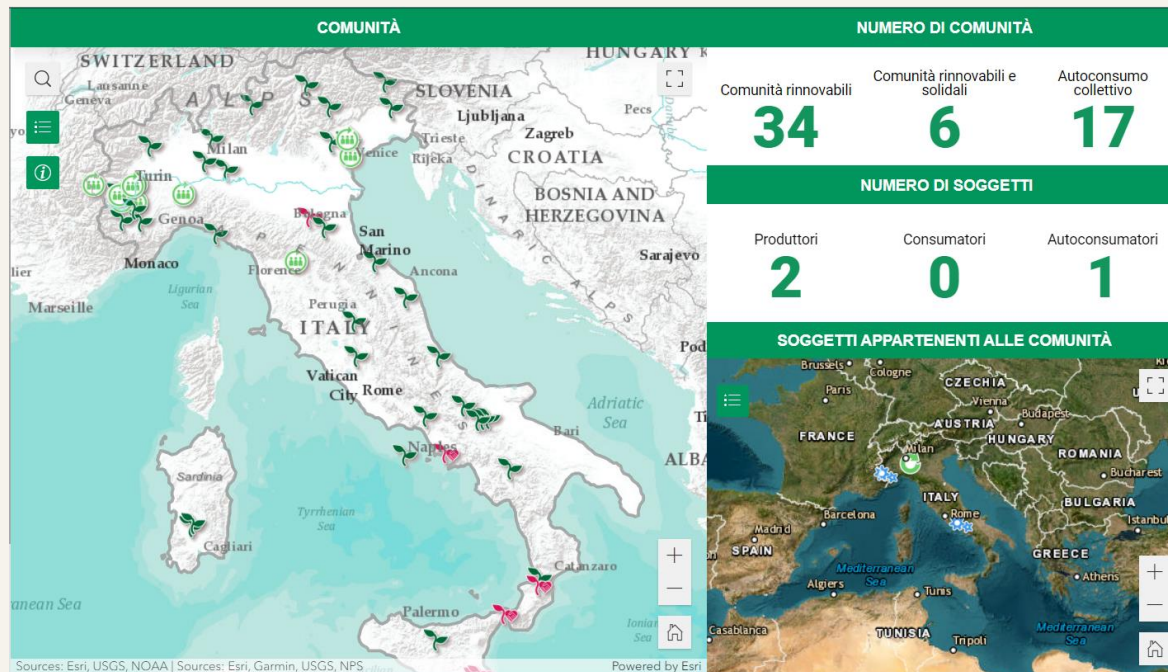 COMUNITÀ
SWITZERLAND
HUNGARY
Lausanne
Geneva
A L P S
SLOVENIA
Ljubljana
Pecs
Zagreb
Milan
Trieste
Venice
Rijeka
CROATIA
Turin
BOSNIA AND
HERZEGOVINA
Genoa
Bologna
San
Marino
Sarajevo
Monaco
Florence
Ancona
DINARIC ALPS
Marseille
Ligurian
Sea
Perugia
ITALY
APENNINES
Vatican
City
Rome
Adriatic
Sea
Naples
Bari
Sardinia
Tyrrhenian
Sea
Cagliari
Catanzaro
Palermo
Ionian
Sea
Sources: Esri, USGS, NOAA | Sources: Esri, Garmin, USGS, NPS
Powered by Esri
NUMERO DI COMUNITÀ
Comunità rinnovabili
34
Comunità rinnovabili e
solidali
6
Autoconsumo
collettivo
17
NUMERO DI SOGGETTI
Produttori
2
Consumatori
0
Autoconsumatori
1
SOGGETTI APPARTENENTI ALLE COMUNITÀ
Brussels
Cologne
CZECHIA
Paris
Vienna
Budapest
AUSTRIA
FRANCE
HUNGARY
Milan
ROMANIA
Bucharest
ITALY
BULGARIA
Barcelona
Rome
Istanbul
Madrid
SPAIN
GREECE
Mediterranean
Sea
Athens
Algiers
Tunis
Casablanca
TUNISIA
Tripoli
Mediterranean
Sea